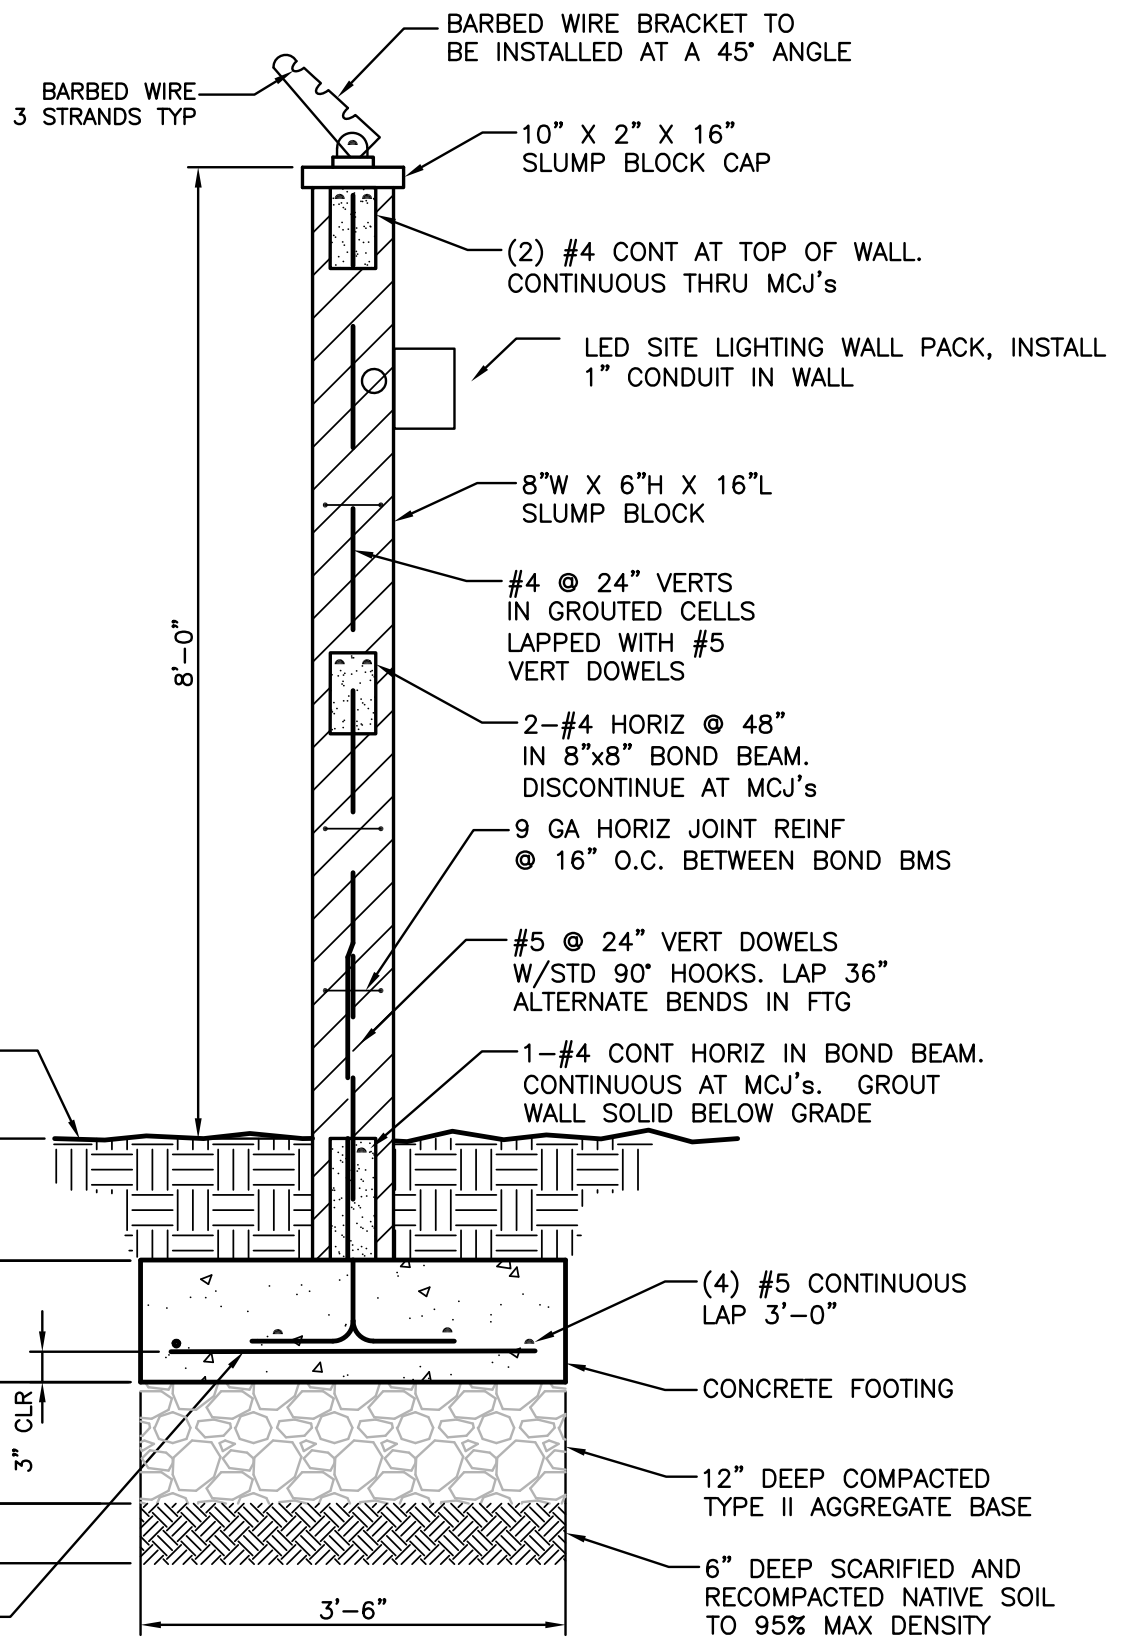 BARBED WIRE BRACKET TO
BE INSTALLED AT A 45° ANGLE
BARBED WIRE
3 STRANDS TYP
10” X 2” X 16”
SLUMP BLOCK CAP
(2) #4 CONT AT TOP OF WALL.
CONTINUOUS THRU MCJ's
LED SITE LIGHTING WALL PACK, INSTALL
1” CONDUIT IN WALL
8”W X 6”H X 16”L
SLUMP BLOCK
#4 @ 24” VERTS
IN GROUTED CELLS
LAPPED WITH #5
VERT DOWELS
8'-0”
2-#4 HORIZ @ 48”
IN 8”x8” BOND BEAM.
DISCONTINUE AT MCJ's
9 GA HORIZ JOINT REINF
@ 16” O.C. BETWEEN BOND BMS
#5 @ 24” VERT DOWELS
W/STD 90° HOOKS. LAP 36”
ALTERNATE BENDS IN FTG
1-#4 CONT HORIZ IN BOND BEAM.
CONTINUOUS AT MCJ's. GROUT
WALL SOLID BELOW GRADE
(4) #5 CONTINUOUS
LAP 3'-0”
CONCRETE FOOTING
3” CLR
12” DEEP COMPACTED
TYPE II AGGREGATE BASE
6” DEEP SCARIFIED AND
RECOMPACTED NATIVE SOIL
TO 95% MAX DENSITY
3'-6”